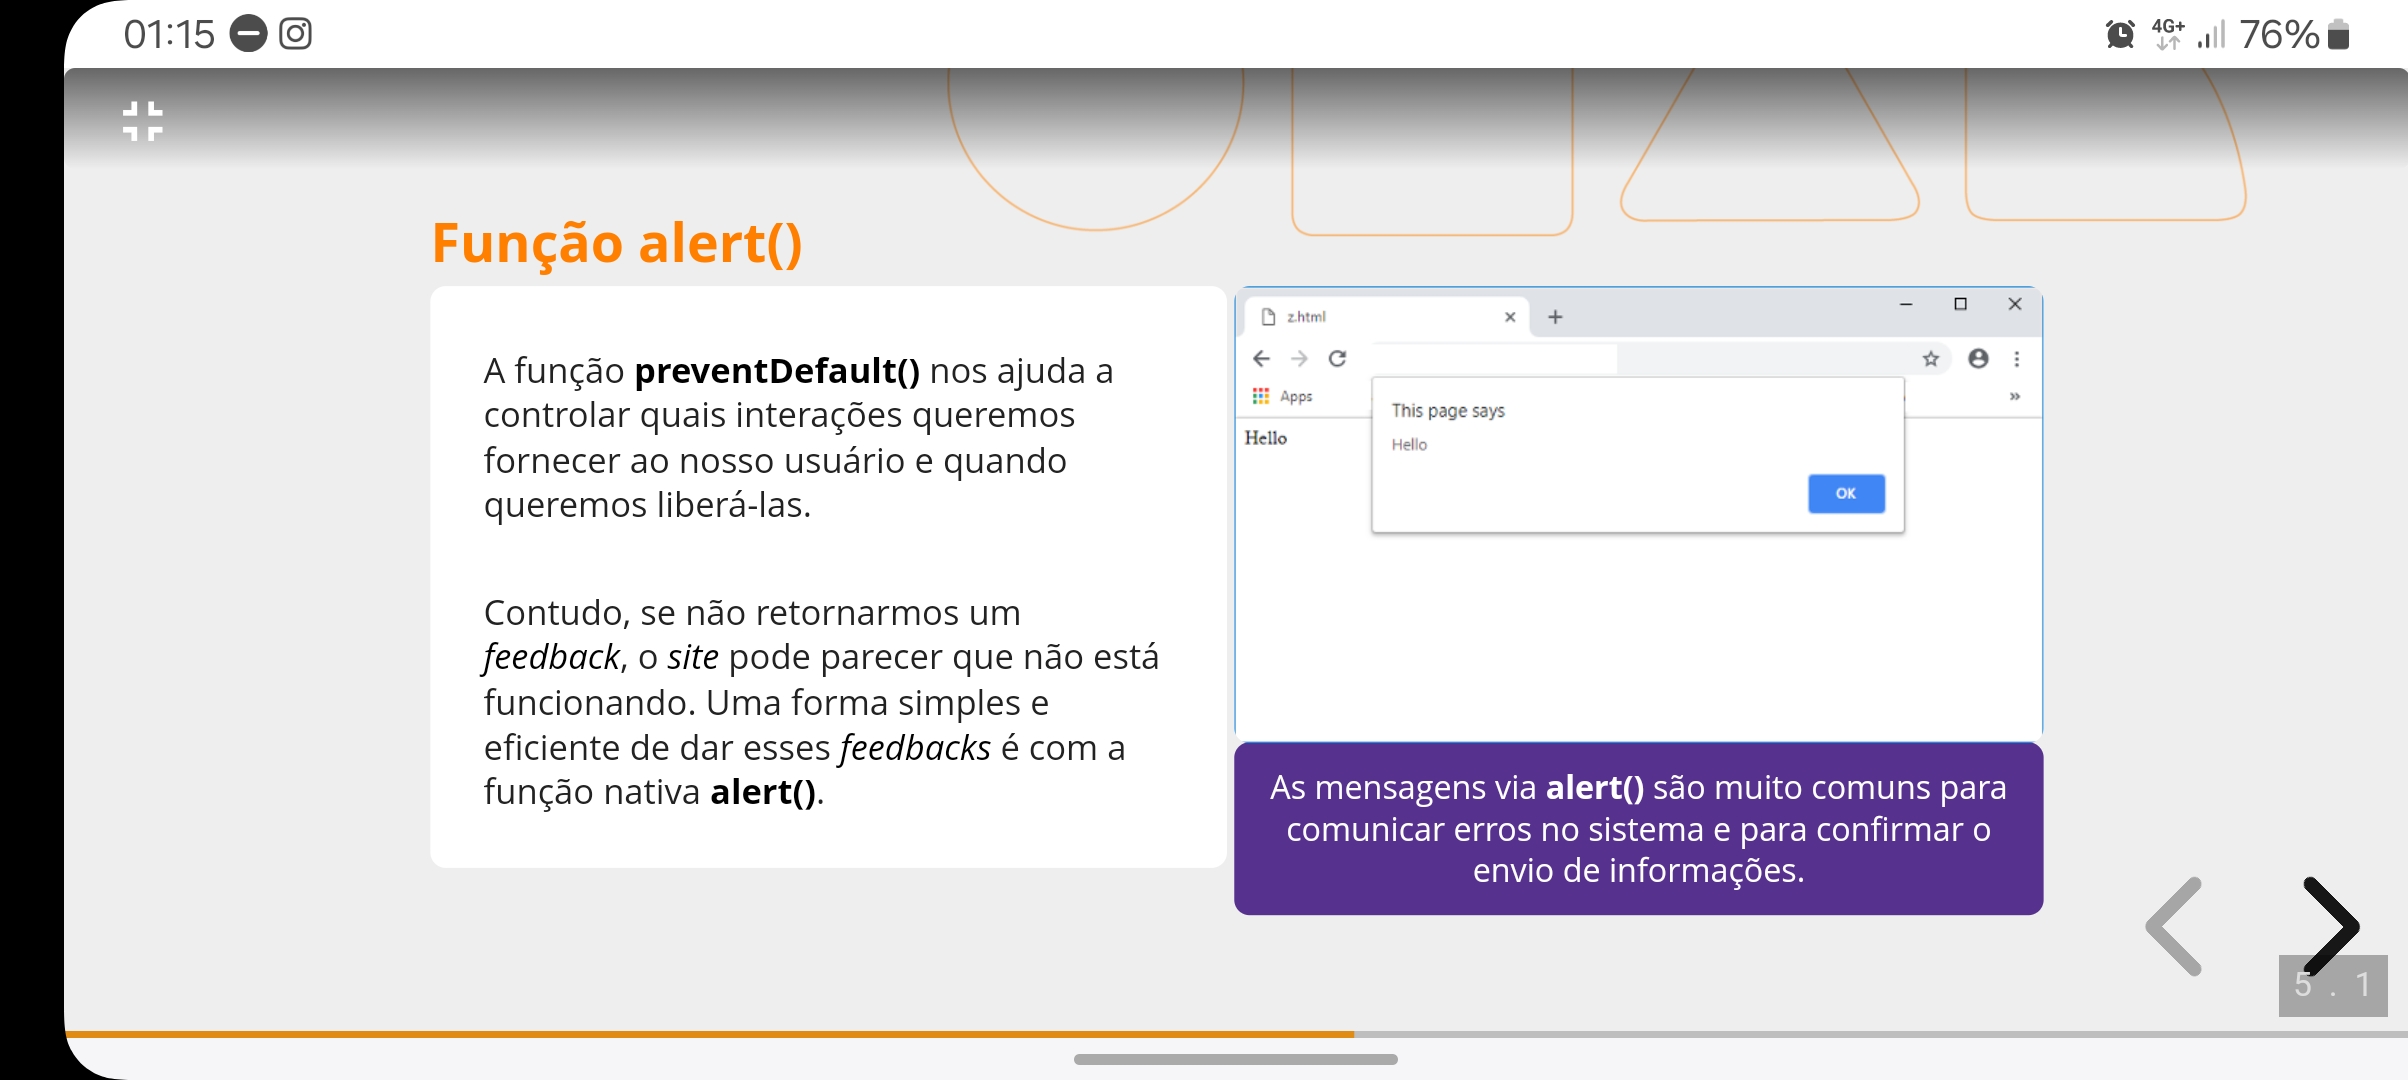 01:15
4G+
76%
Função alert()
A função preventDefault() nos ajuda a
controlar quais interações queremos
fornecer ao nosso usuário e quando
queremos liberá-las.
Contudo, se não retornarmos um
feedback, o site pode parecer que não está
funcionando. Uma forma simples e
eficiente de dar esses feedbacks é com a
função nativa alert().
z.html
Apps
Hello
This page says
Hello
OK
As mensagens via alert() são muito comuns para
comunicar erros no sistema e para confirmar o
envio de informações.
5 . 1